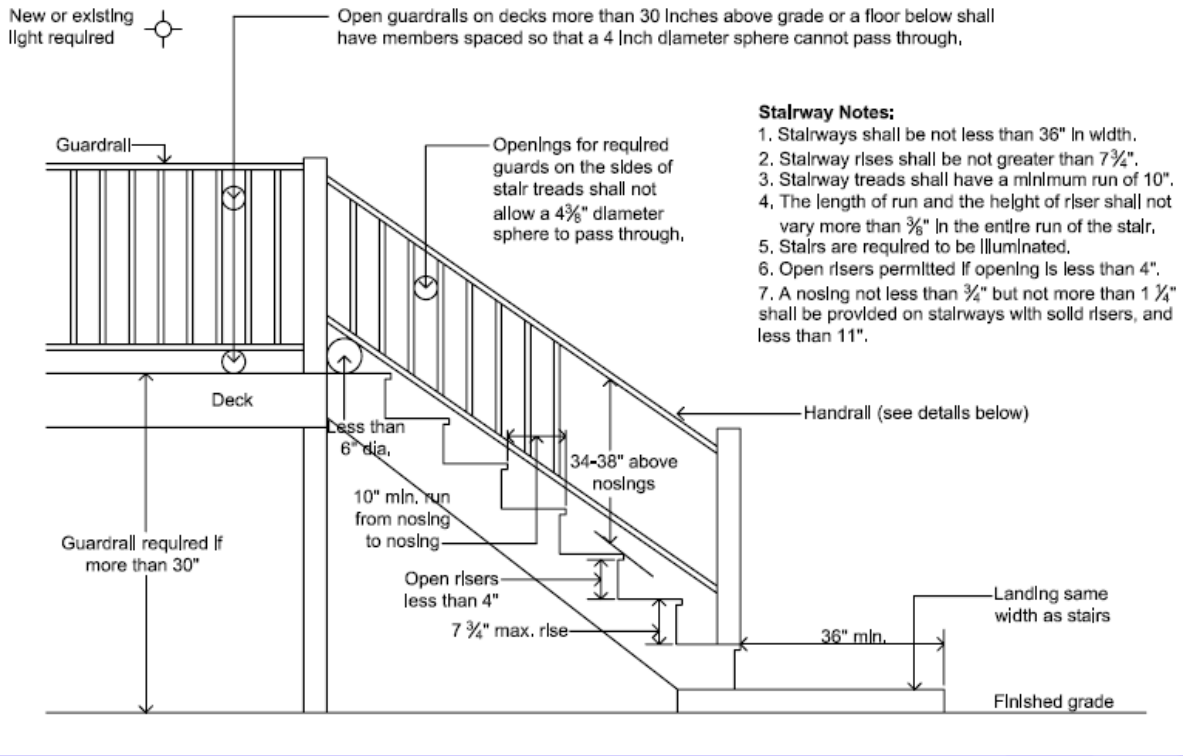 New or existing
light required
Open guardrails on decks more than 30 inches above grade or a floor below shall
have members spaced so that a 4 inch diameter sphere cannot pass through.
Guardrail
Openings for required
guards on the sides of
stair treads shall not
allow a 4⅜" diameter
sphere to pass through.
Stairway Notes:
1. Stairways shall be not less than 36" in width.
2. Stairway rises shall be not greater than 7¾".
3. Stairway treads shall have a minimum run of 10".
4. The length of run and the height of riser shall not
vary more than ⅜" in the entire run of the stair.
5. Stairs are required to be illuminated.
6. Open risers permitted if opening is less than 4".
7. A nosing not less than ¾" but not more than 1 ¼"
shall be provided on stairways with solid risers, and
less than 11".
Deck
Less than
6" dia.
Handrail (see details below)
34-38" above
nosings
10" min. run
from nosing
to nosing
Guardrail required if
more than 30"
Open risers
less than 4"
7 ¾" max. rise
36" min.
Landing same
width as stairs
Finished grade